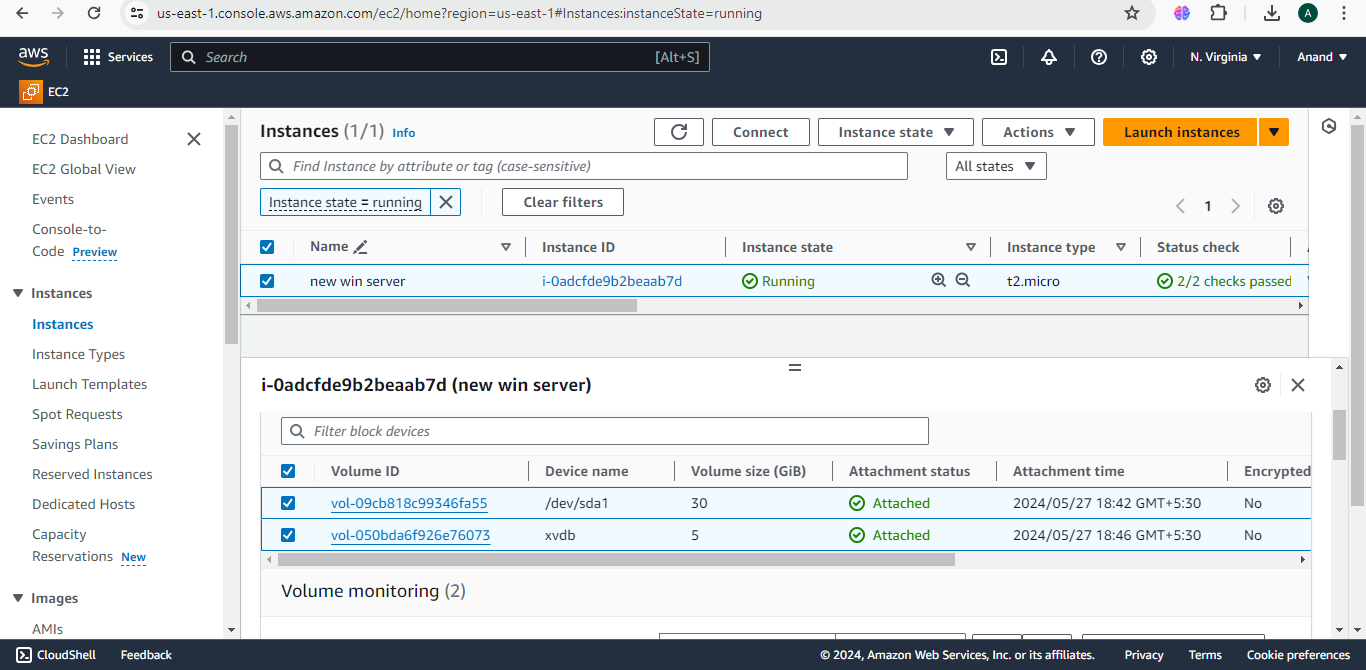 us-east-1.console.aws.amazon.com/ec2/home?region=us-east-1#Instances:instanceState=running
A
aws
Services
Search
[Alt+S]
N. Virginia
Anand
EC2
EC2 Dashboard
EC2 Global View
Events
Console-to-
Code Preview
Instances
Instances
Instance Types
Launch Templates
Spot Requests
Savings Plans
Reserved Instances
Dedicated Hosts
Capacity
Reservations New
Images
AMIs
Instances (1/1) Info
Connect
Instance state
Actions
Launch instances
Find Instance by attribute or tag (case-sensitive)
All states
Instance state = running
Clear filters
1
Name Instance ID Instance state Instance type Status check
new win server i-0adcfde9b2beaab7d Running t2.micro 2/2 checks passed
i-0adcfde9b2beaab7d (new win server)
Filter block devices
Volume ID Device name Volume size (GiB) Attachment status Attachment time Encrypted
vol-09cb818c99346fa55 /dev/sda1 30 Attached 2024/05/27 18:42 GMT+5:30 No
vol-050bda6f926e76073 xvdb 5 Attached 2024/05/27 18:46 GMT+5:30 No
Volume monitoring (2)
CloudShell
Feedback
© 2024, Amazon Web Services, Inc. or its affiliates.
Privacy
Terms
Cookie preferences